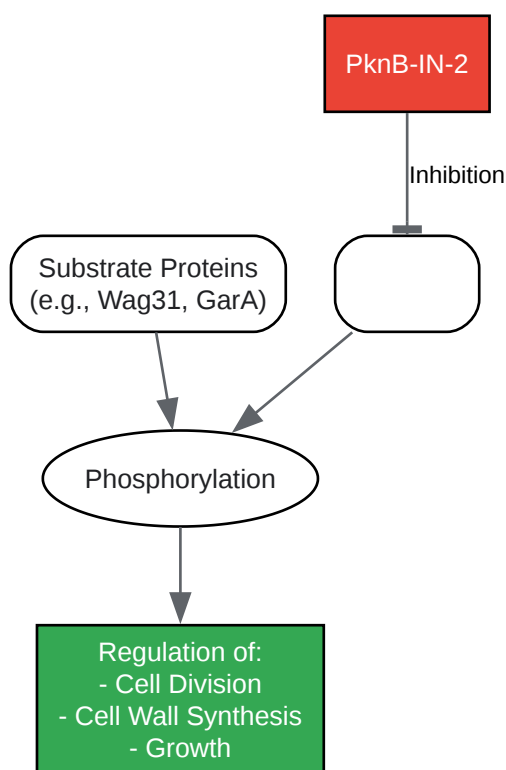 PknB-IN-2
Inhibition
Substrate Proteins
(e.g., Wag31, GarA)
Phosphorylation
Regulation of:
- Cell Division
- Cell Wall Synthesis
- Growth